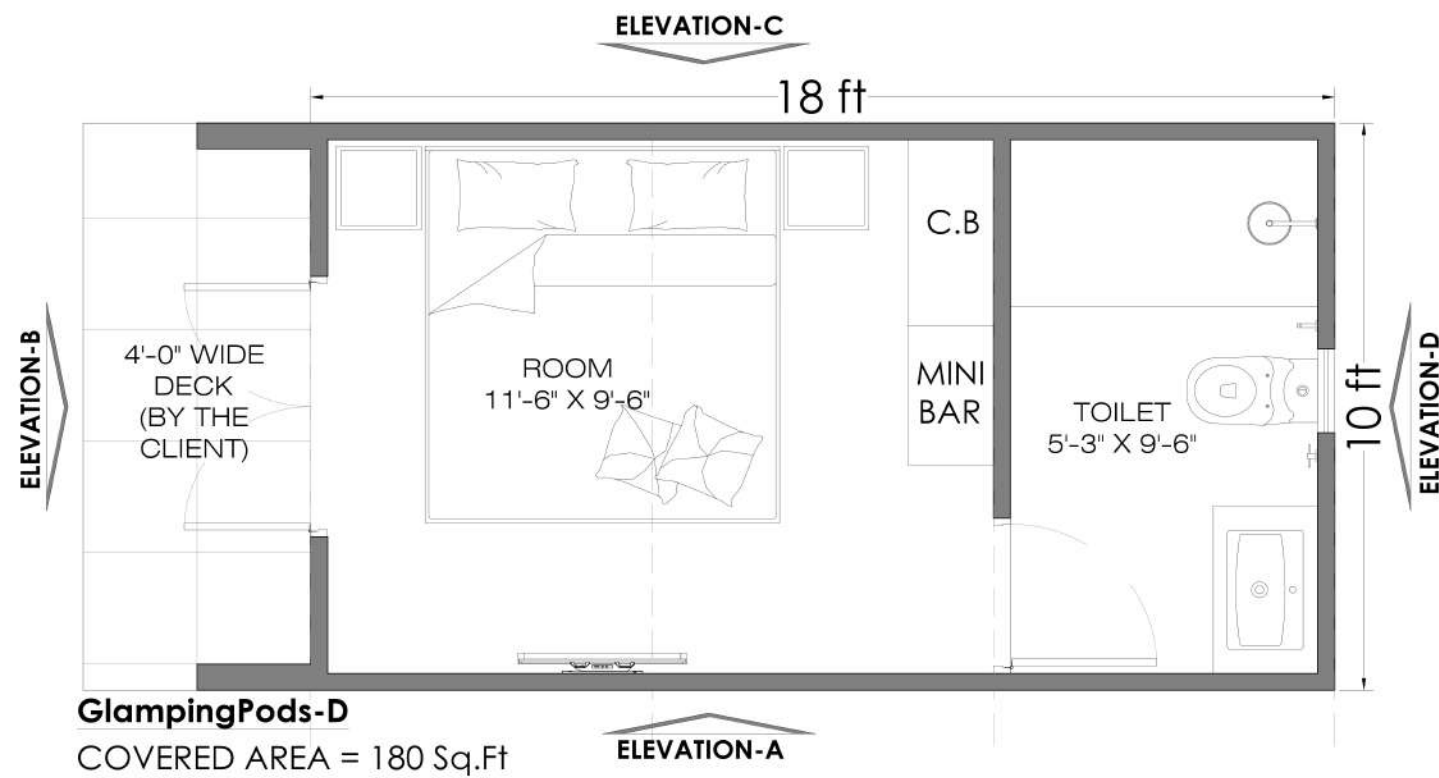 ELEVATION-C
18 ft
C.B
ELEVATION-B
4'-0" WIDE
DECK
(BY THE
CLIENT)
ROOM
11'-6" X 9'-6"
MINI
BAR
TOILET
5'-3" X 9'-6"
10 ft
ELEVATION-D
GlampingPods-D
COVERED AREA = 180 Sq.Ft
ELEVATION-A